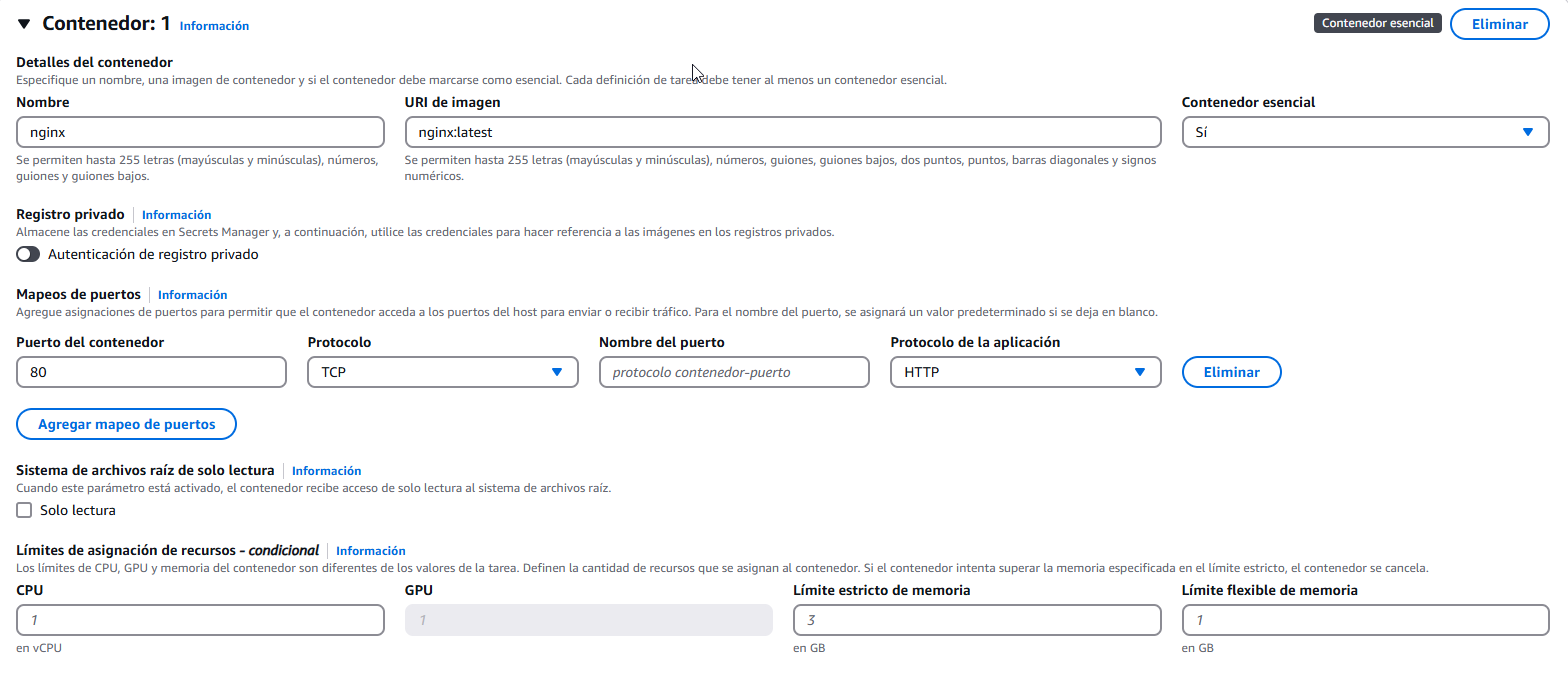 Contenedor: 1 Información Contenedor esencial Eliminar
Detalles del contenedor
Especifique un nombre, una imagen de contenedor y si el contenedor debe marcarse como esencial. Cada definición de tarea debe tener al menos un contenedor esencial.
Nombre URI de imagen Contenedor esencial
nginx nginx:latest Sí
Se permiten hasta 255 letras (mayúsculas y minúsculas), números, Se permiten hasta 255 letras (mayúsculas y minúsculas), números, guiones, guiones bajos, dos puntos, puntos, barras diagonales y signos
guiones y guiones bajos. numéricos.
Registro privado Información
Almacene las credenciales en Secrets Manager y, a continuación, utilice las credenciales para hacer referencia a las imágenes en los registros privados.
Autenticación de registro privado
Mapeos de puertos Información
Agregue asignaciones de puertos para permitir que el contenedor acceda a los puertos del host para enviar o recibir tráfico. Para el nombre del puerto, se asignará un valor predeterminado si se deja en blanco.
Puerto del contenedor Protocolo Nombre del puerto Protocolo de la aplicación
80 TCP protocolo contenedor-puerto HTTP Eliminar
Agregar mapeo de puertos
Sistema de archivos raíz de solo lectura Información
Cuando este parámetro está activado, el contenedor recibe acceso de solo lectura al sistema de archivos raíz.
Solo lectura
Límites de asignación de recursos - condicional Información
Los límites de CPU, GPU y memoria del contenedor son diferentes de los valores de la tarea. Definen la cantidad de recursos que se asignan al contenedor. Si el contenedor intenta superar la memoria especificada en el límite estricto, el contenedor se cancela.
CPU GPU Límite estricto de memoria Límite flexible de memoria
1 1 3 1
en vCPU en GB en GB